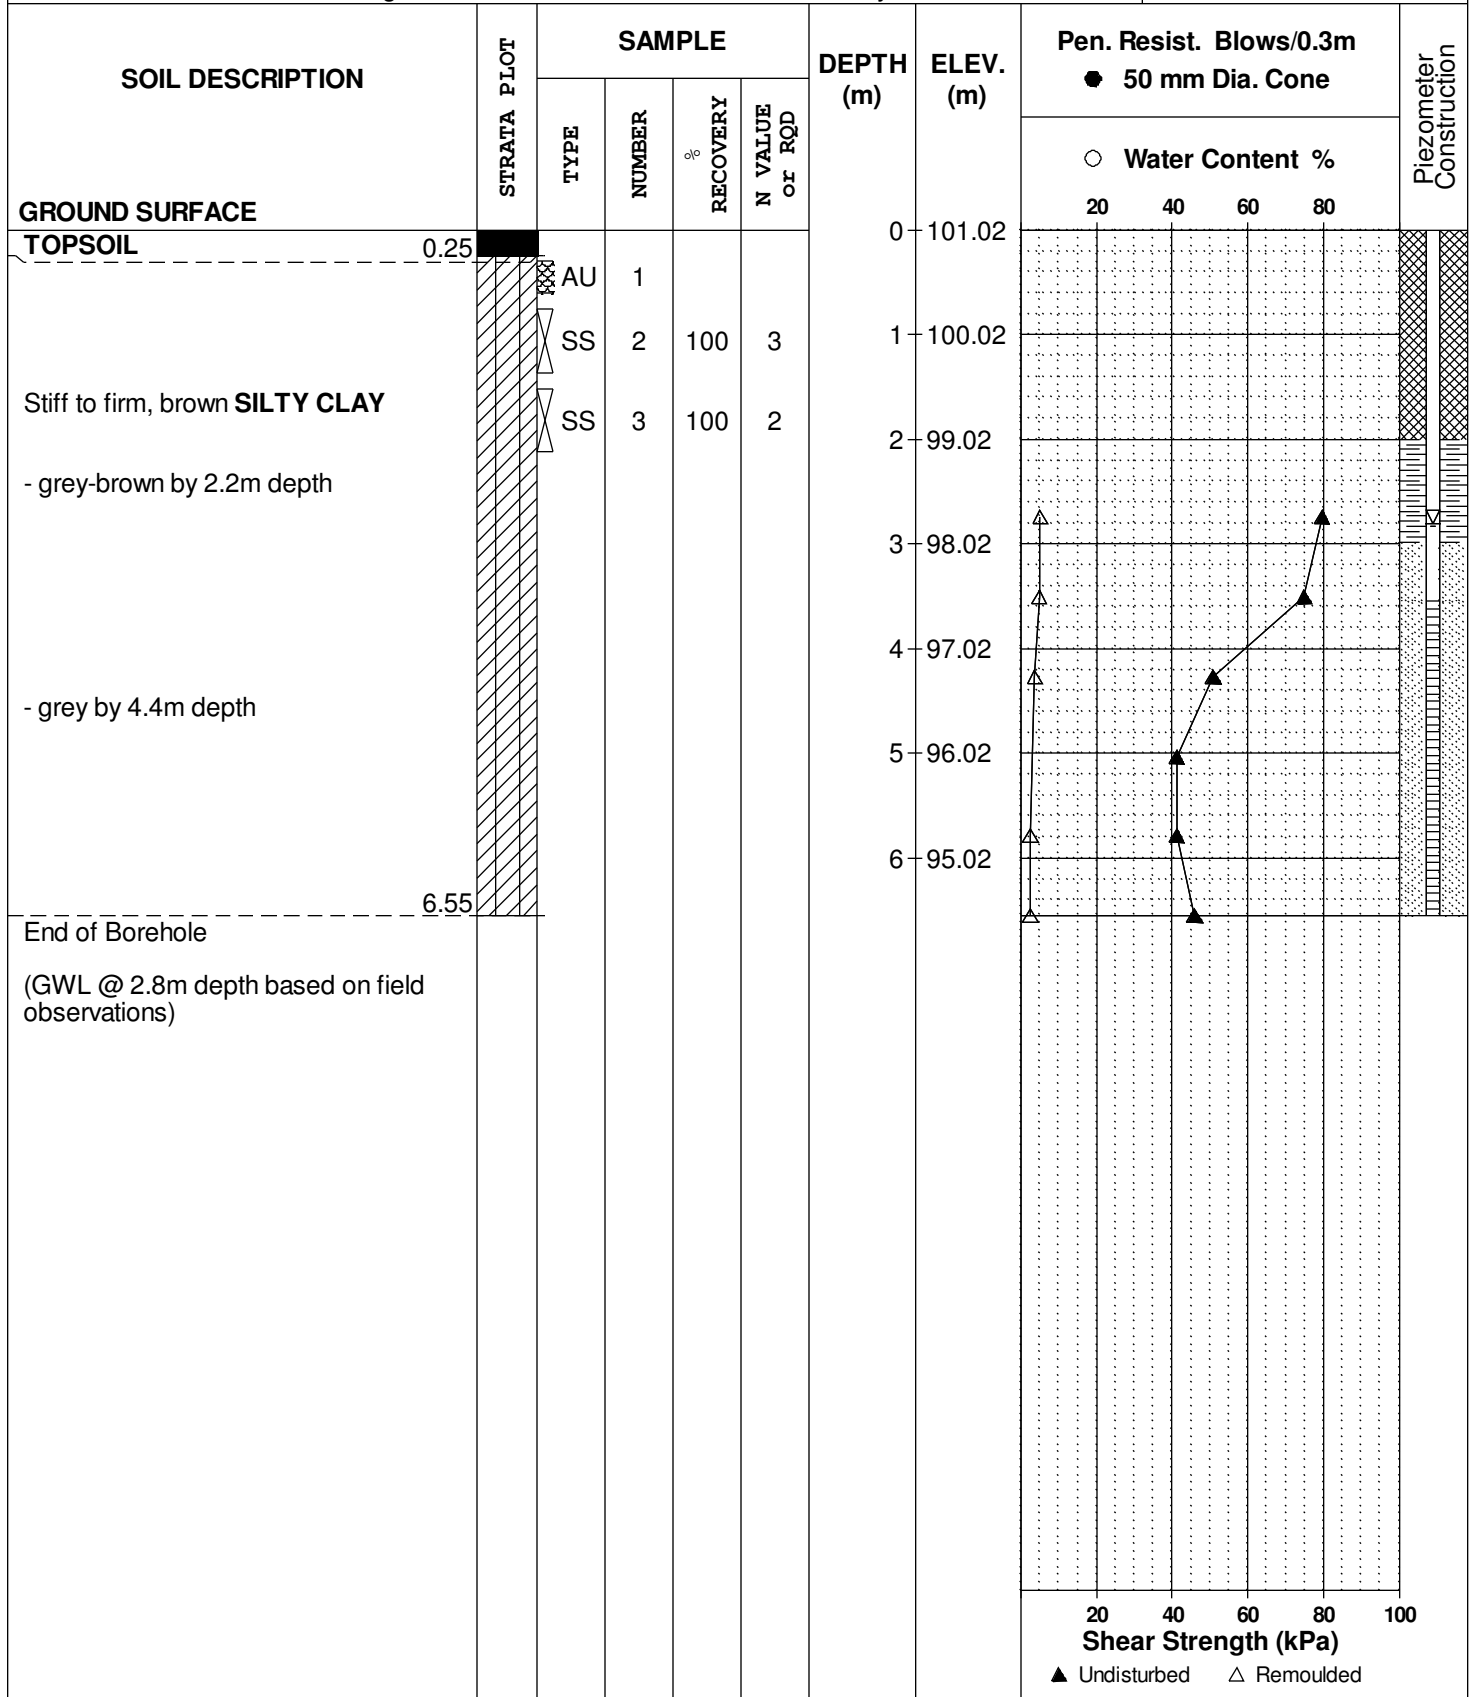 SOIL DESCRIPTION
GROUND SURFACE
STRATA PLOT
SAMPLE
TYPE
NUMBER
% RECOVERY
N VALUE or RQD
DEPTH (m)
ELEV. (m)
Pen. Resist. Blows/0.3m
● 50 mm Dia. Cone
○ Water Content %
20 40 60 80
Piezometer Construction
TOPSOIL 0.25
0 101.02
AU 1
SS 2 100 3
1 100.02
Stiff to firm, brown SILTY CLAY
SS 3 100 2
2 99.02
- grey-brown by 2.2m depth
3 98.02
4 97.02
- grey by 4.4m depth
5 96.02
6 95.02
6.55
End of Borehole
(GWL @ 2.8m depth based on field
observations)
20 40 60 80 100
Shear Strength (kPa)
▲ Undisturbed △ Remoulded